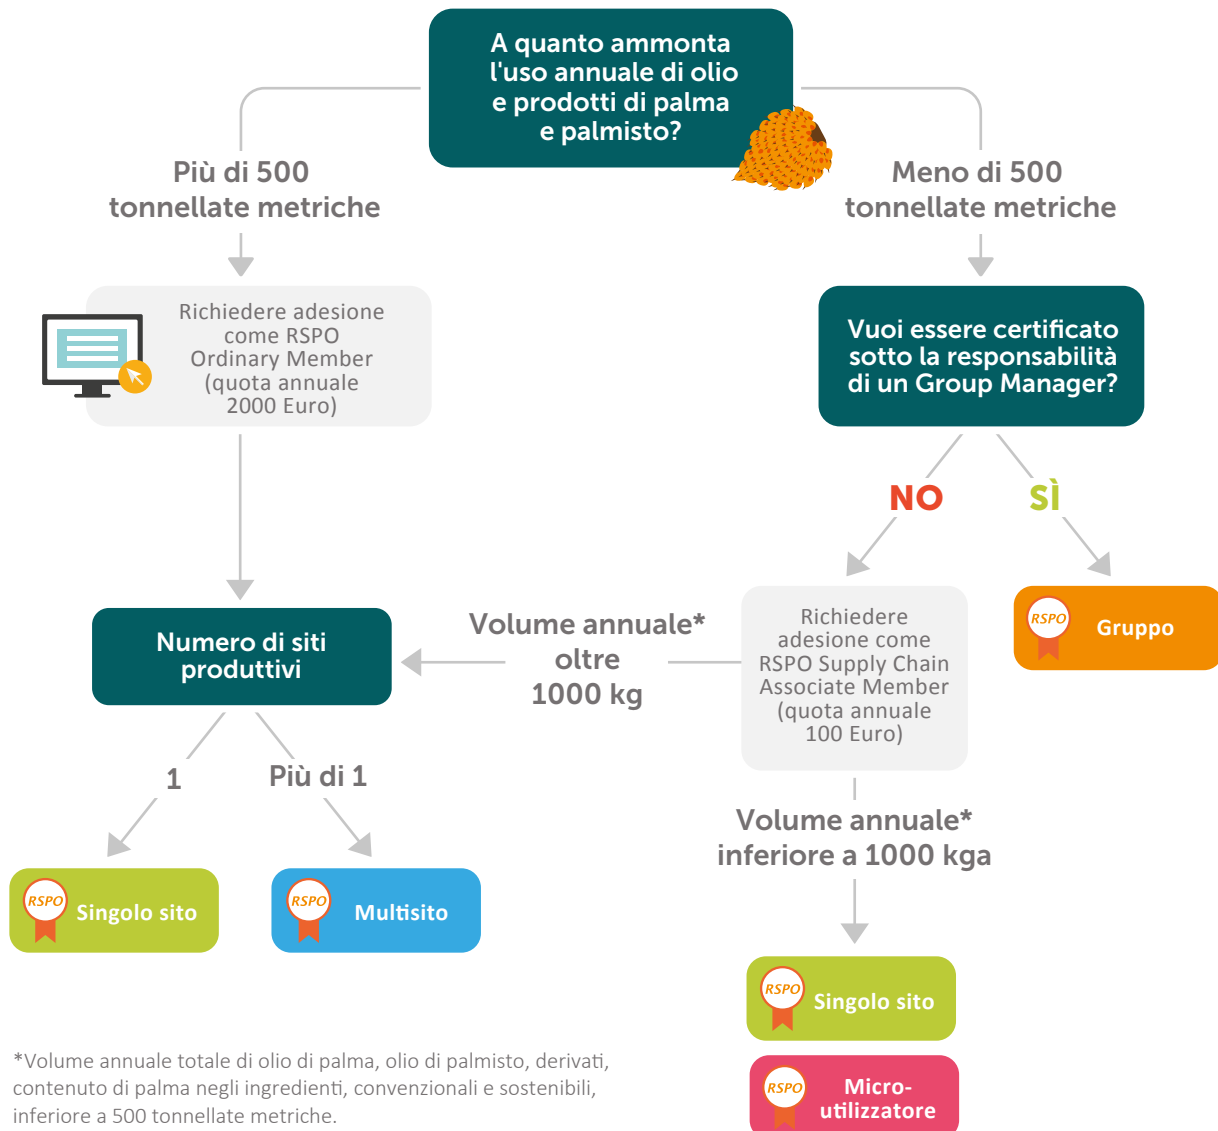 A quanto ammonta
l'uso annuale di olio
e prodotti di palma
e palmisto?
Più di 500
tonnellate metriche
Meno di 500
tonnellate metriche
Richiedere adesione
come RSPO
Ordinary Member
(quota annuale
2000 Euro)
Vuoi essere certificato
sotto la responsabilità
di un Group Manager?
NO
SÌ
Numero di siti
produttivi
Volume annuale*
oltre
1000 kg
Richiedere
adesione come
RSPO Supply Chain
Associate Member
(quota annuale
100 Euro)
RSPO
Gruppo
1
Più di 1
Volume annuale*
inferiore a 1000 kga
RSPO
Singolo sito
RSPO
Multisito
RSPO
Singolo sito
RSPO
Micro-
utilizzatore
*Volume annuale totale di olio di palma, olio di palmisto, derivati,
contenuto di palma negli ingredienti, convenzionali e sostenibili,
inferiore a 500 tonnellate metriche.